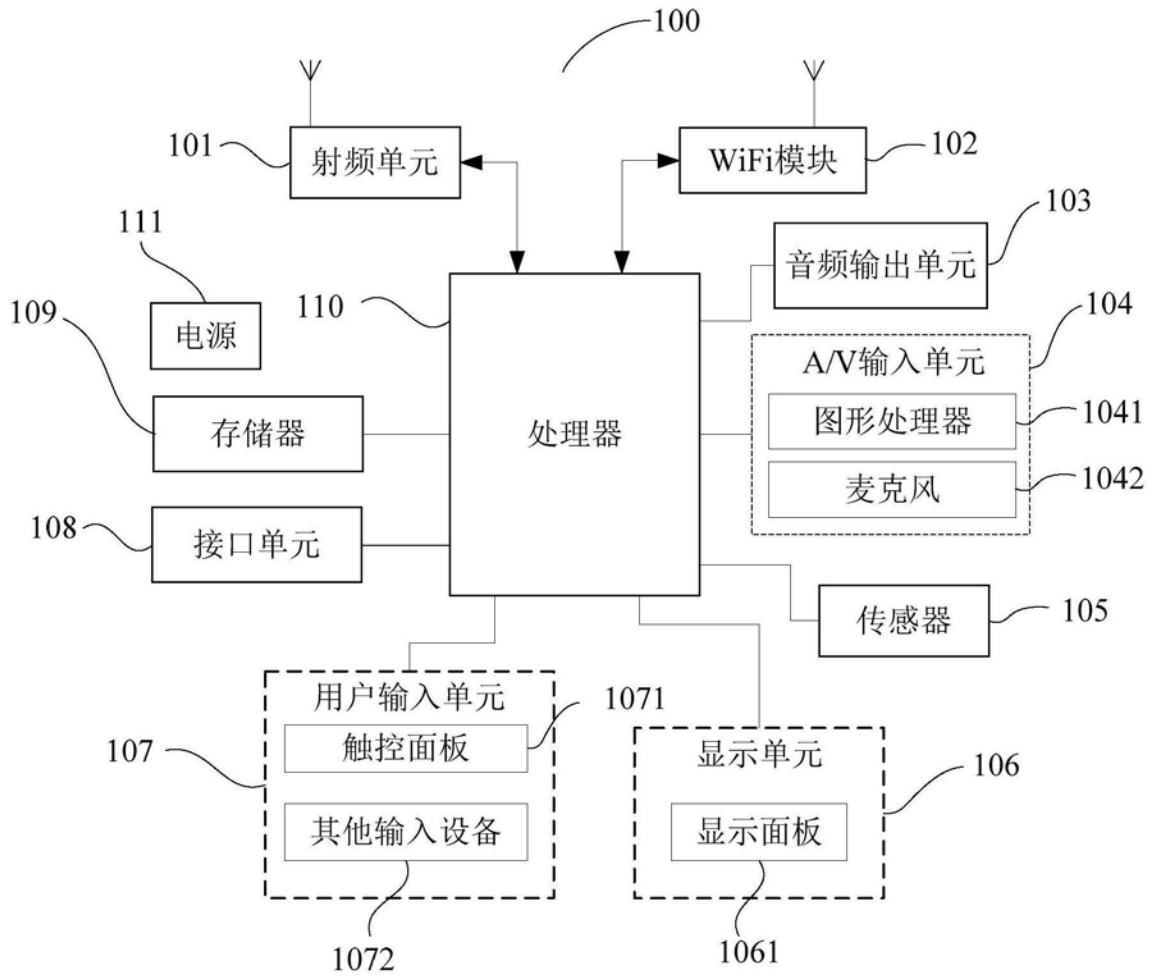 100
101
射频单元
WiFi模块
102
103
音频输出单元
111
电源
110
109
存储器
处理器
104
A/V输入单元
图形处理器
1041
麦克风
1042
108
接口单元
传感器
105
用户输入单元
1071
107
触控面板
其他输入设备
1072
显示单元
106
显示面板
1061